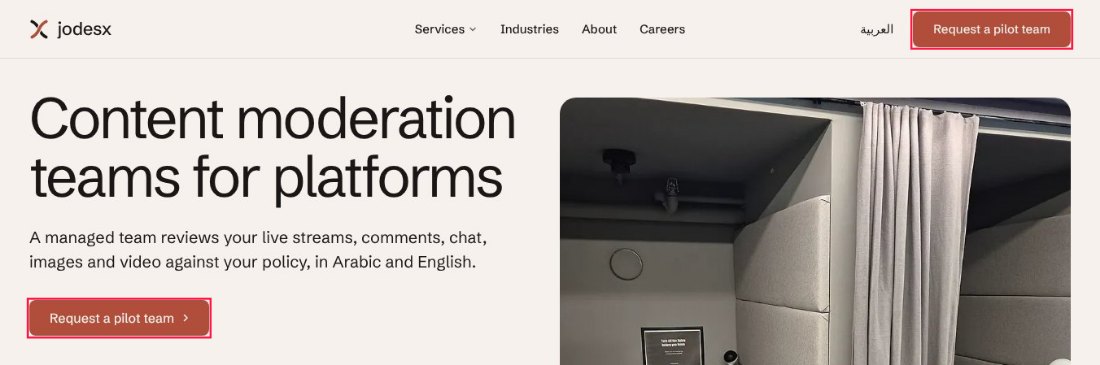 jodesx
Services
Industries
About
Careers
العربية
Request a pilot team
Content moderation
teams for platforms
A managed team reviews your live streams, comments, chat,
images and video against your policy, in Arabic and English.
Request a pilot team